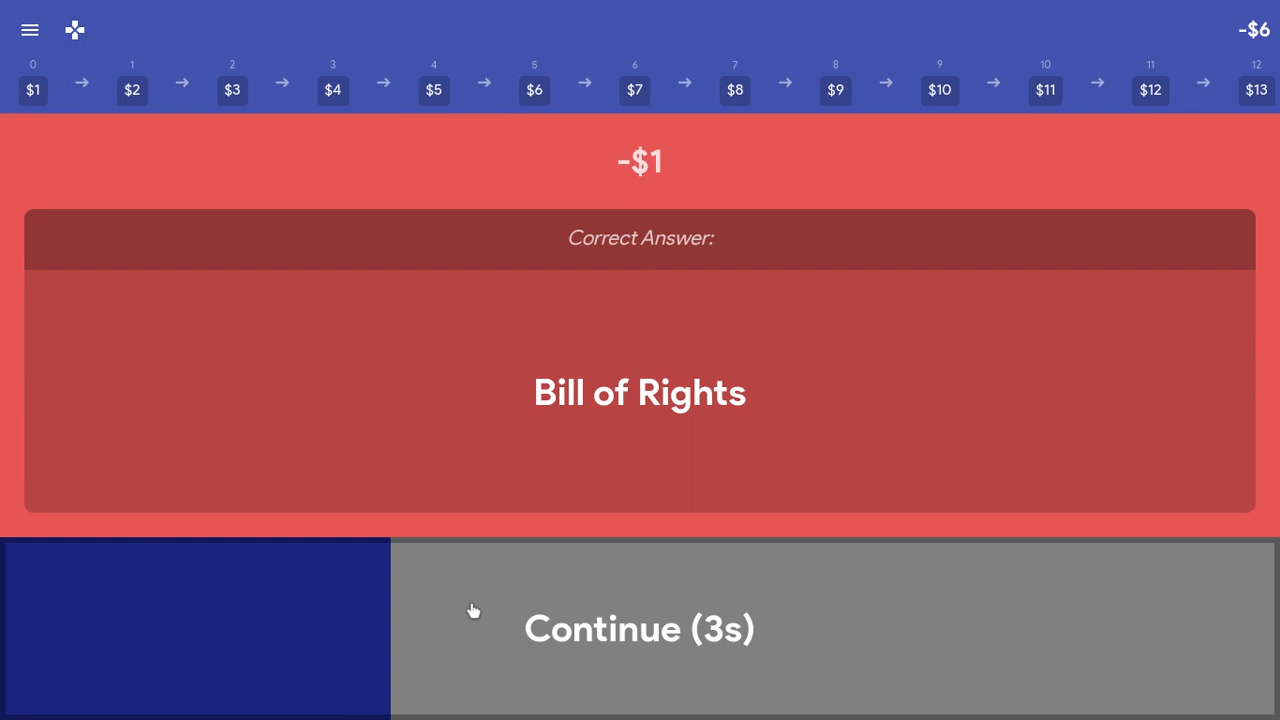 -$6
0 1 2 3 4 5 6 7 8 9 10 11 12
$1 → $2 → $3 → $4 → $5 → $6 → $7 → $8 → $9 → $10 → $11 → $12 → $13
-$1
Correct Answer:
Bill of Rights
Continue (3s)